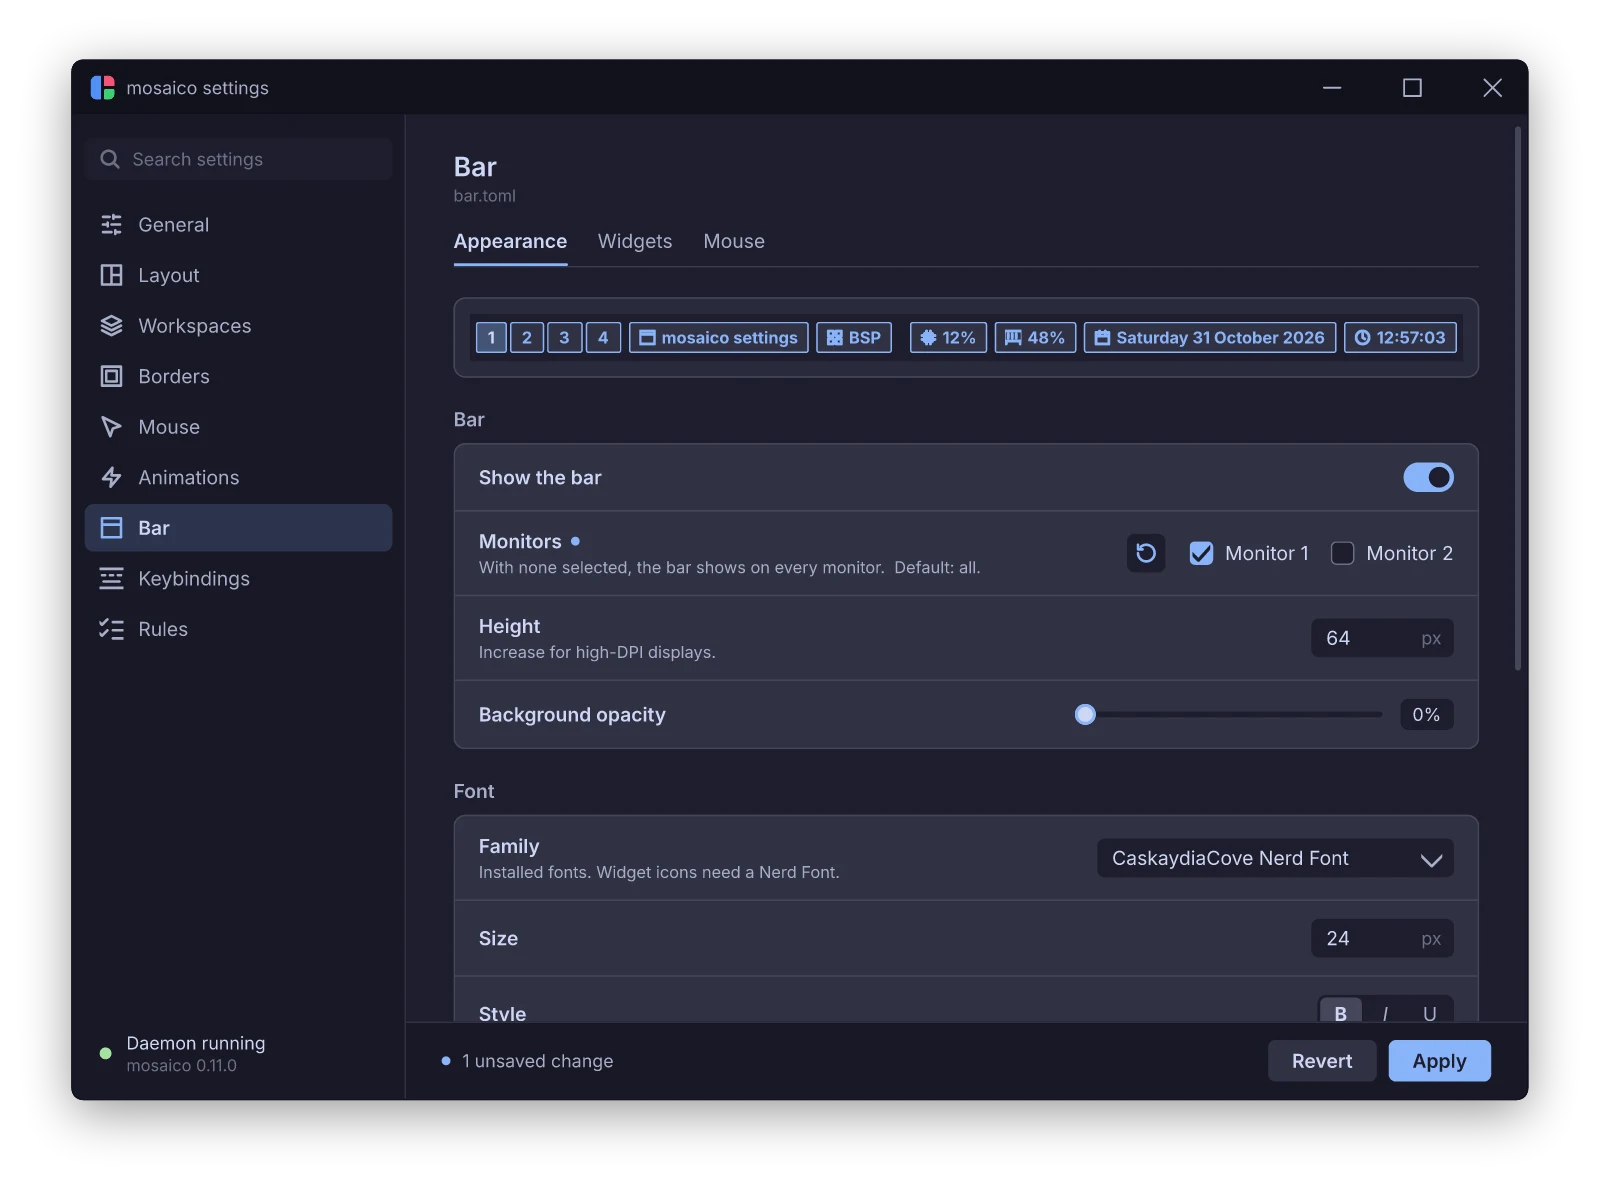 mosaico settings
Search settings
General
Layout
Workspaces
Borders
Mouse
Animations
Bar
Keybindings
Rules
Daemon running
mosaico 0.11.0
Bar
bar.toml
Appearance Widgets Mouse
1 2 3 4 mosaico settings BSP 12% 48% Saturday 31 October 2026 12:57:03
Bar
Show the bar
Monitors
With none selected, the bar shows on every monitor. Default: all.
Monitor 1 Monitor 2
Height
Increase for high-DPI displays.
64 px
Background opacity 0%
Font
Family
Installed fonts. Widget icons need a Nerd Font.
CaskaydiaCove Nerd Font
Size 24 px
Style B I U
1 unsaved change Revert Apply